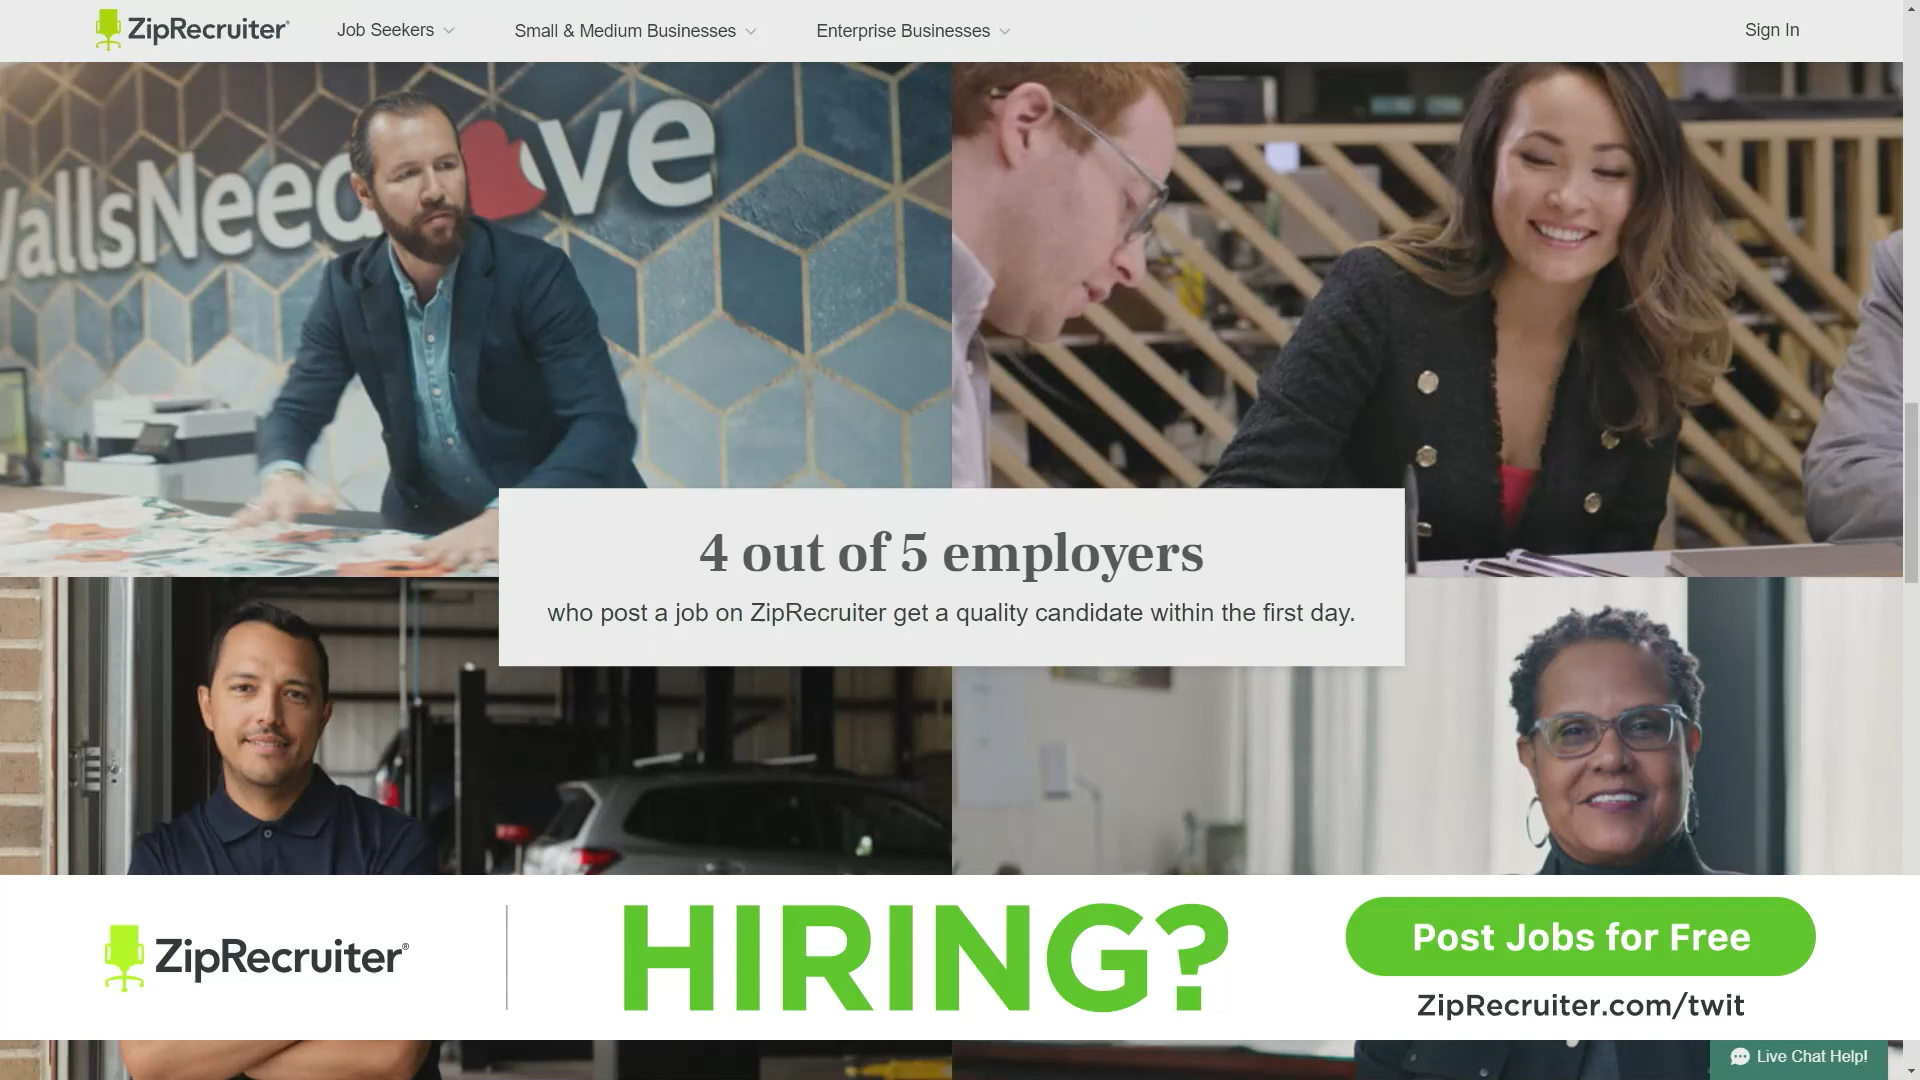 ZipRecruiter®
Job Seekers
Small & Medium Businesses
Enterprise Businesses
Sign In
WallsNeed ve
4 out of 5 employers
who post a job on ZipRecruiter get a quality candidate within the first day.
ZipRecruiter®
HIRING?
Post Jobs for Free
ZipRecruiter.com/twit
Live Chat Help!